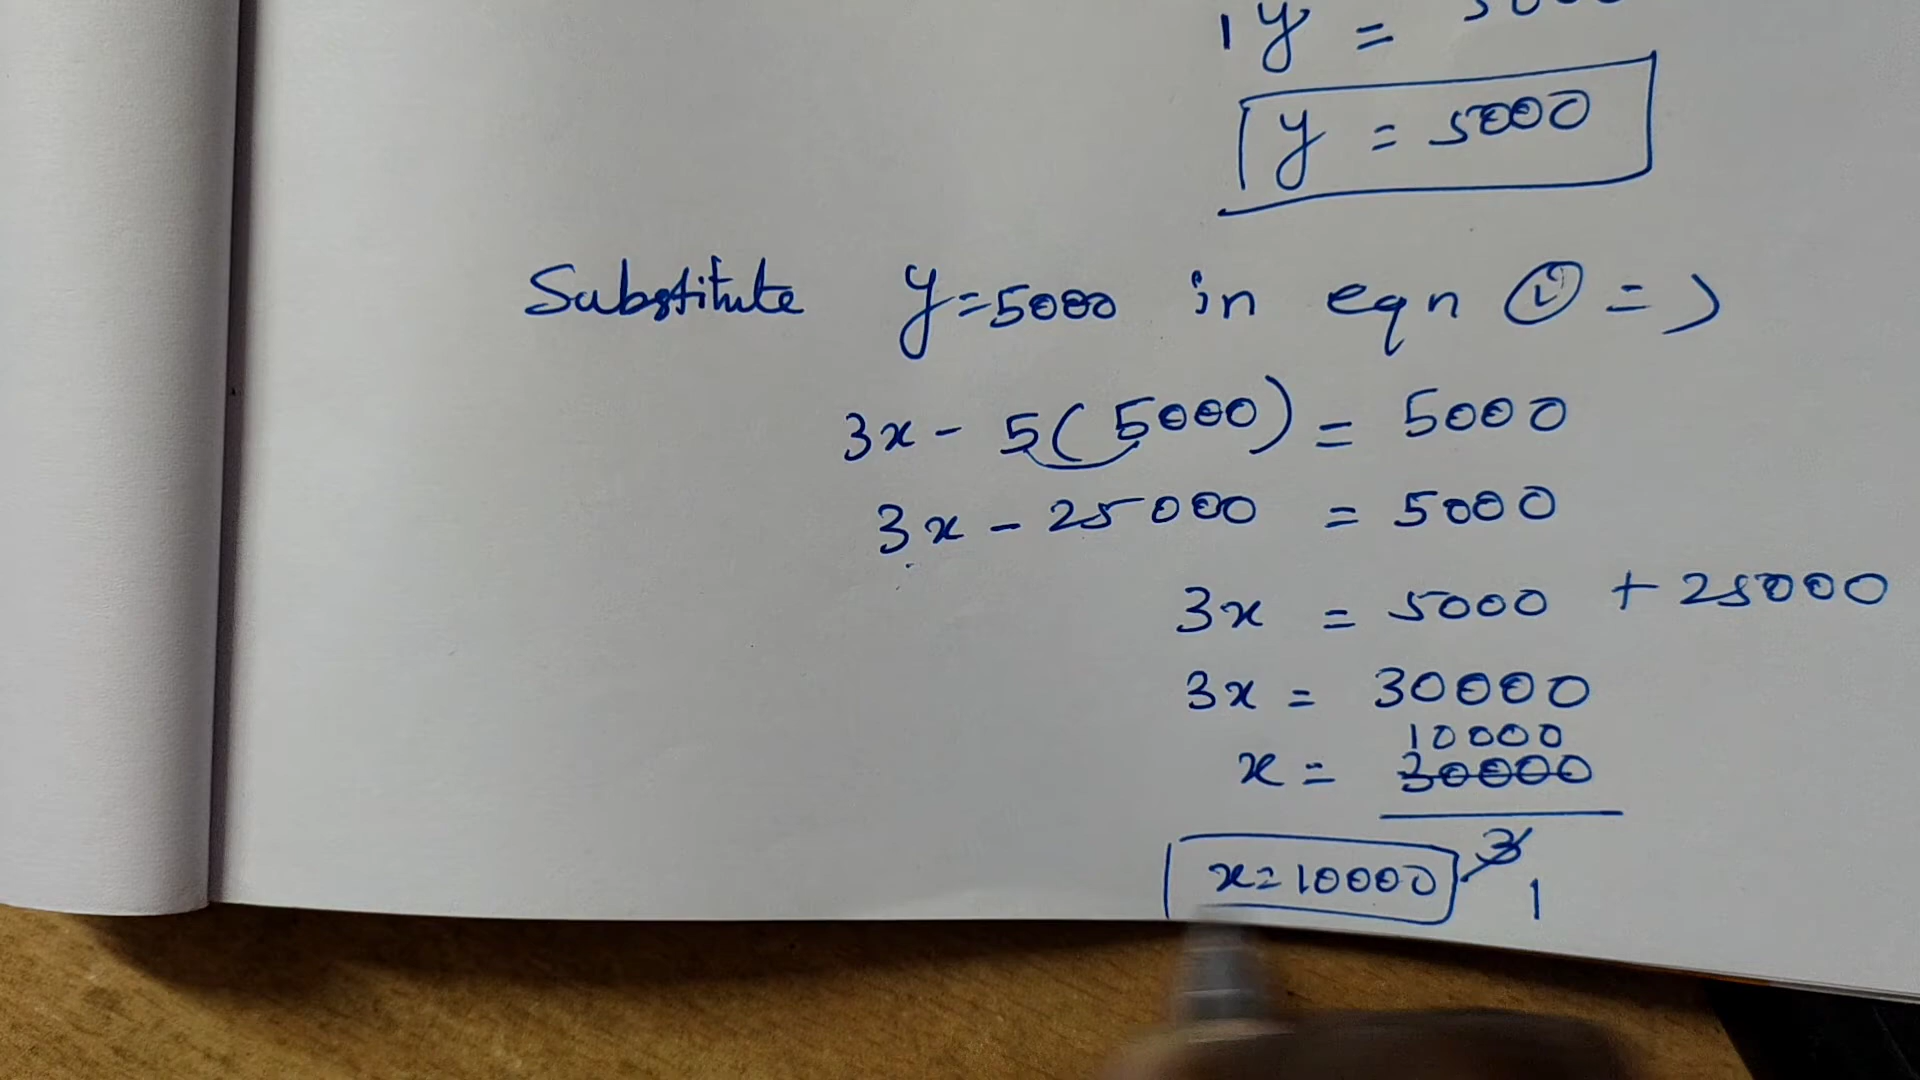 1y =
y = 5000
Substitute y=5000 in eqn =>
3x - 5(5000) = 5000
3x - 25000 = 5000
3x = 5000 + 25000
3x = 30000
10000
x = 30000
3
x=10000
1